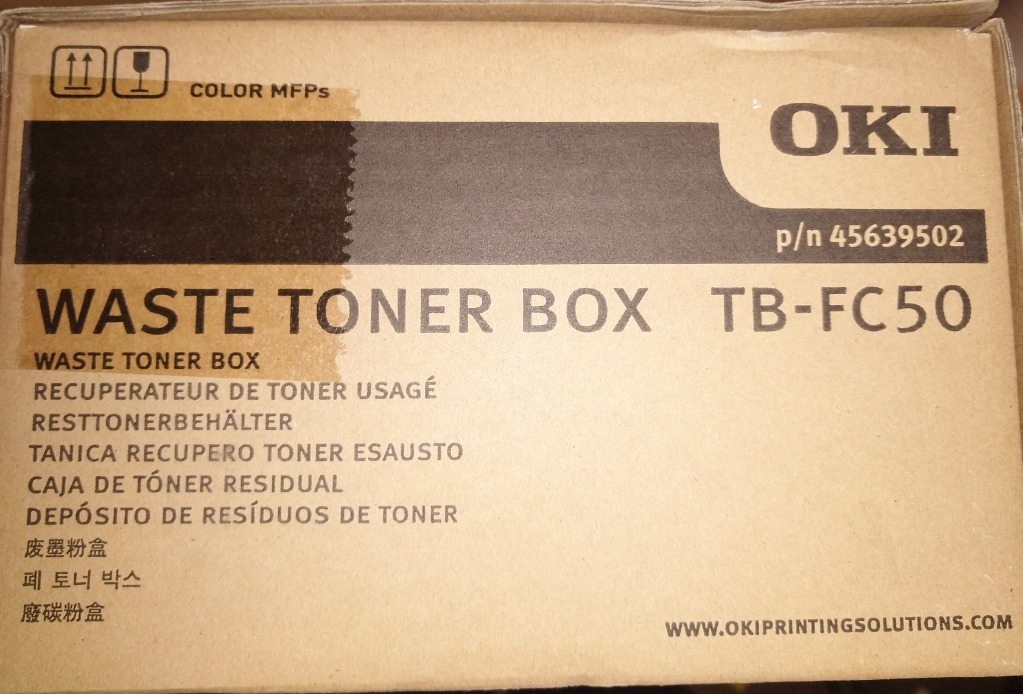 COLOR MFPs
OKI
p/n 45639502
WASTE TONER BOX TB-FC50
WASTE TONER BOX
RECUPERATEUR DE TONER USAGÉ
RESTTONERBEHÄLTER
TANICA RECUPERO TONER ESAUSTO
CAJA DE TÓNER RESIDUAL
DEPÓSITO DE RESÍDUOS DE TONER
废墨粉盒
폐 토너 박스
廢碳粉盒
WWW.OKIPRINTINGSOLUTIONS.COM